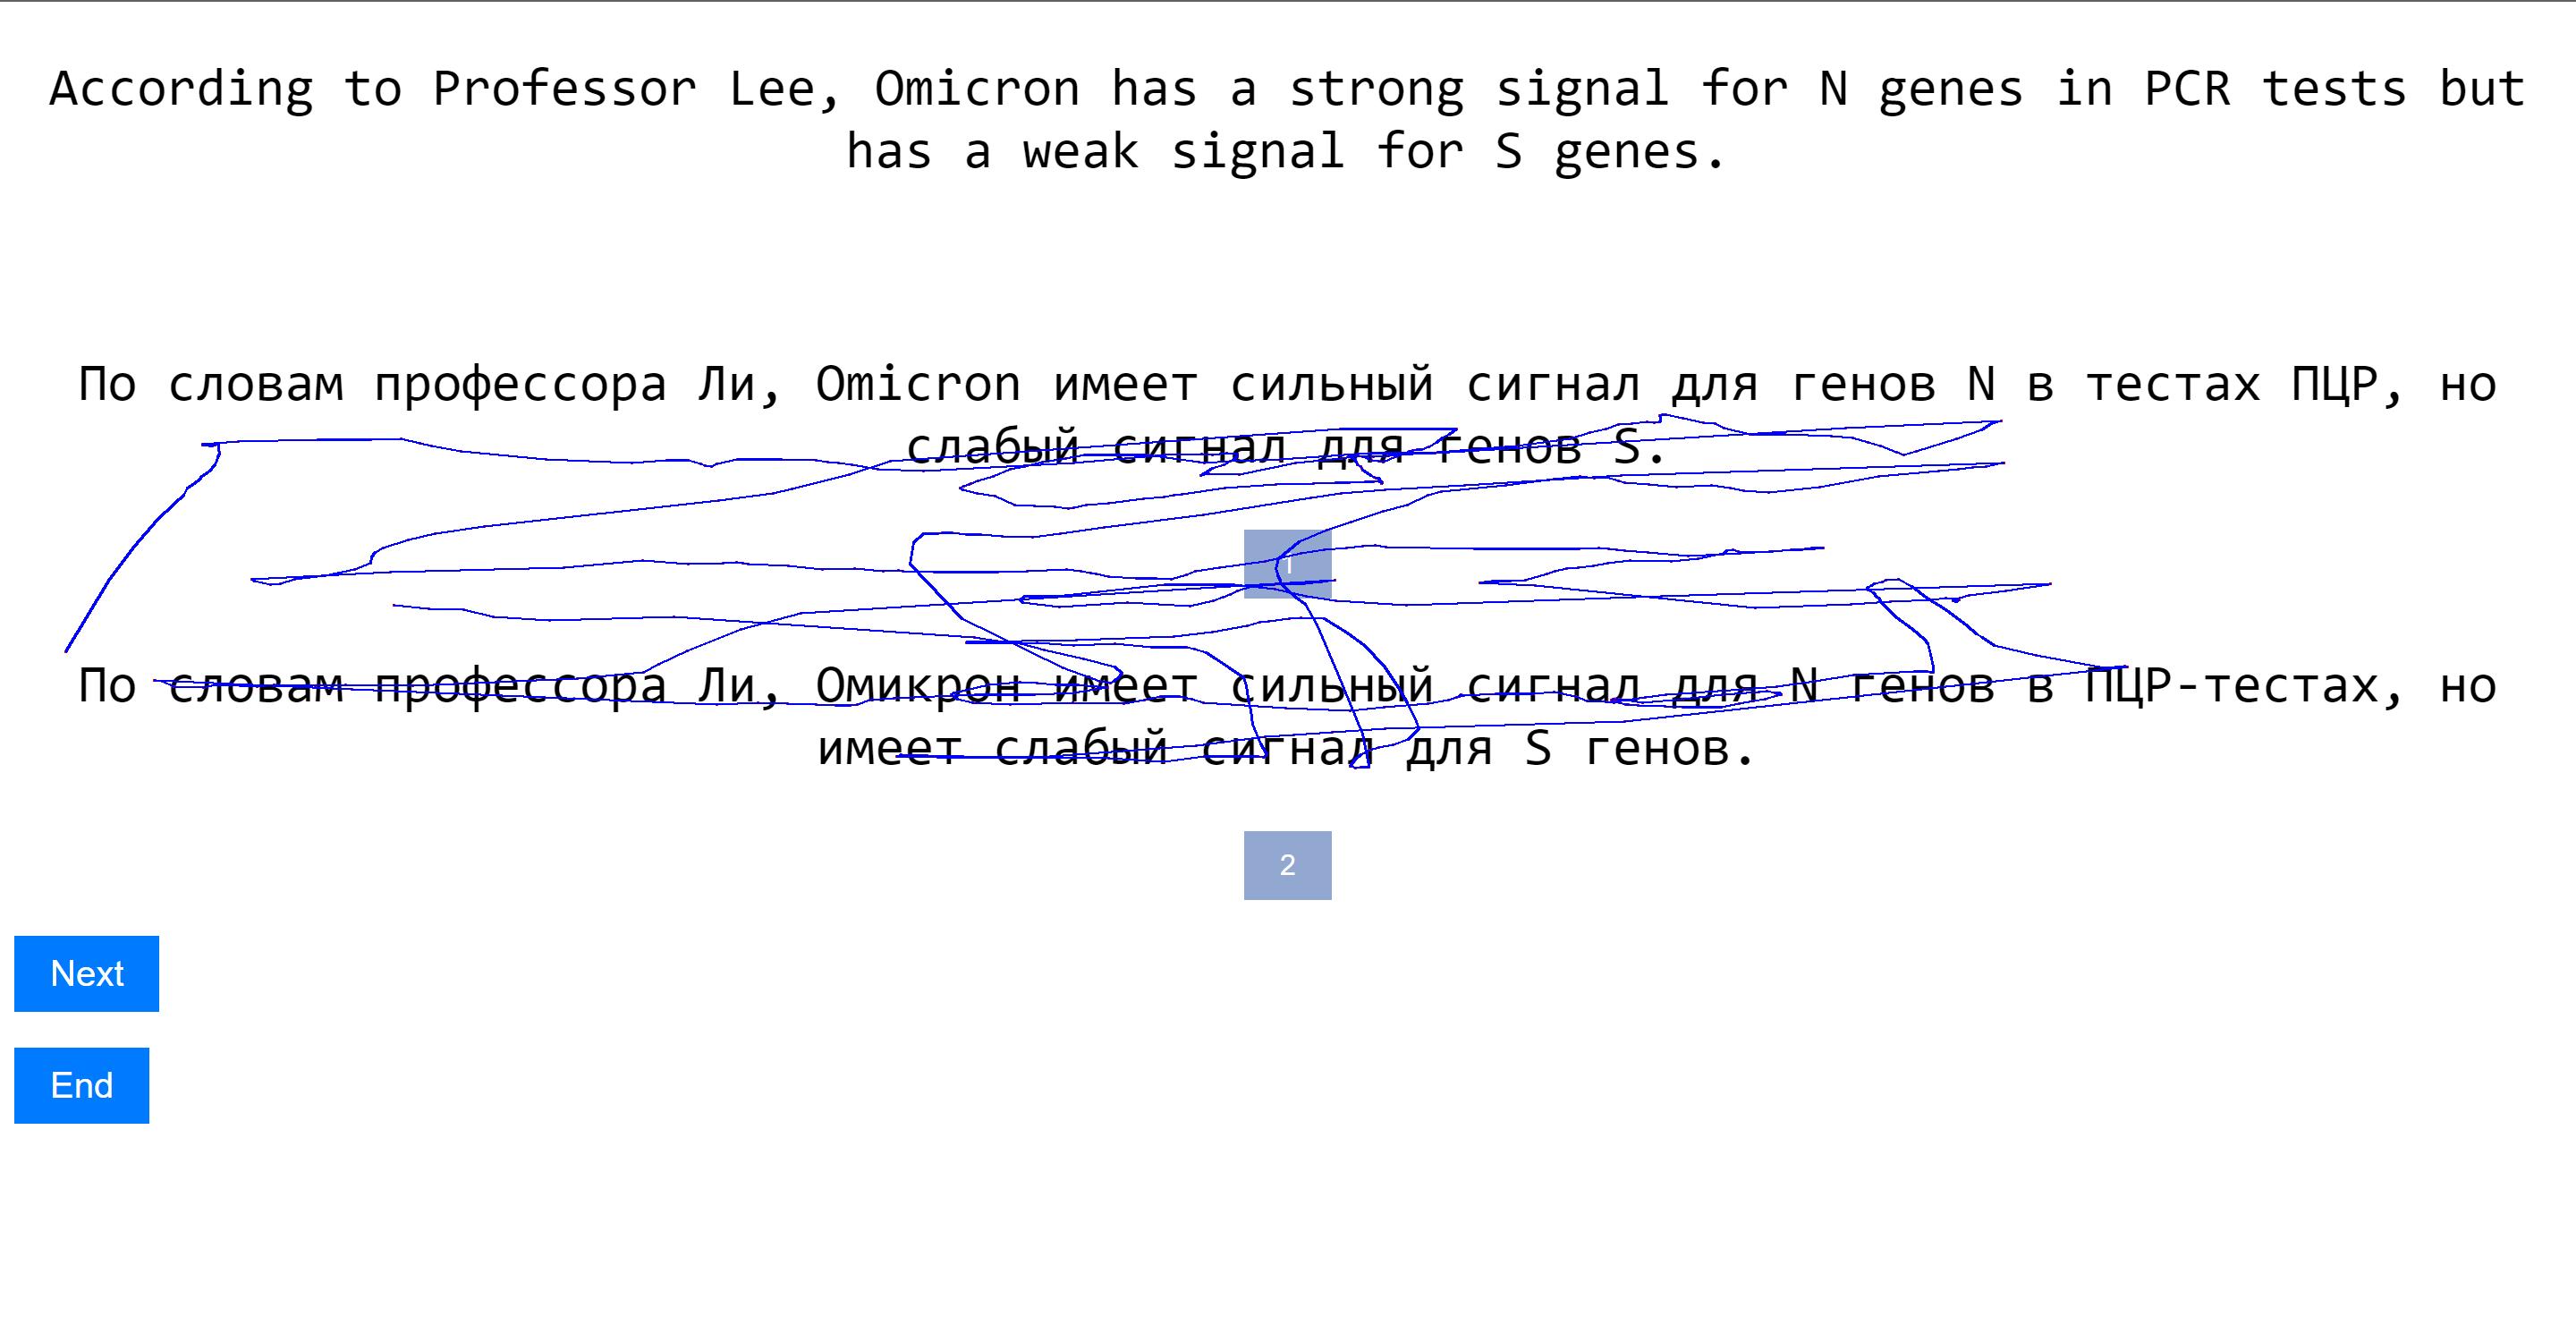 According to Professor Lee, Omicron has a strong signal for N genes in PCR tests but
has a weak signal for S genes.
По словам профессора Ли, Omicron имеет сильный сигнал для генов N в тестах ПЦР, но
слабый сигнал для генов S.
1
По словам профессора Ли, Омикрон имеет сильный сигнал для N генов в ПЦР-тестах, но
имеет слабый сигнал для S генов.
2
Next
End